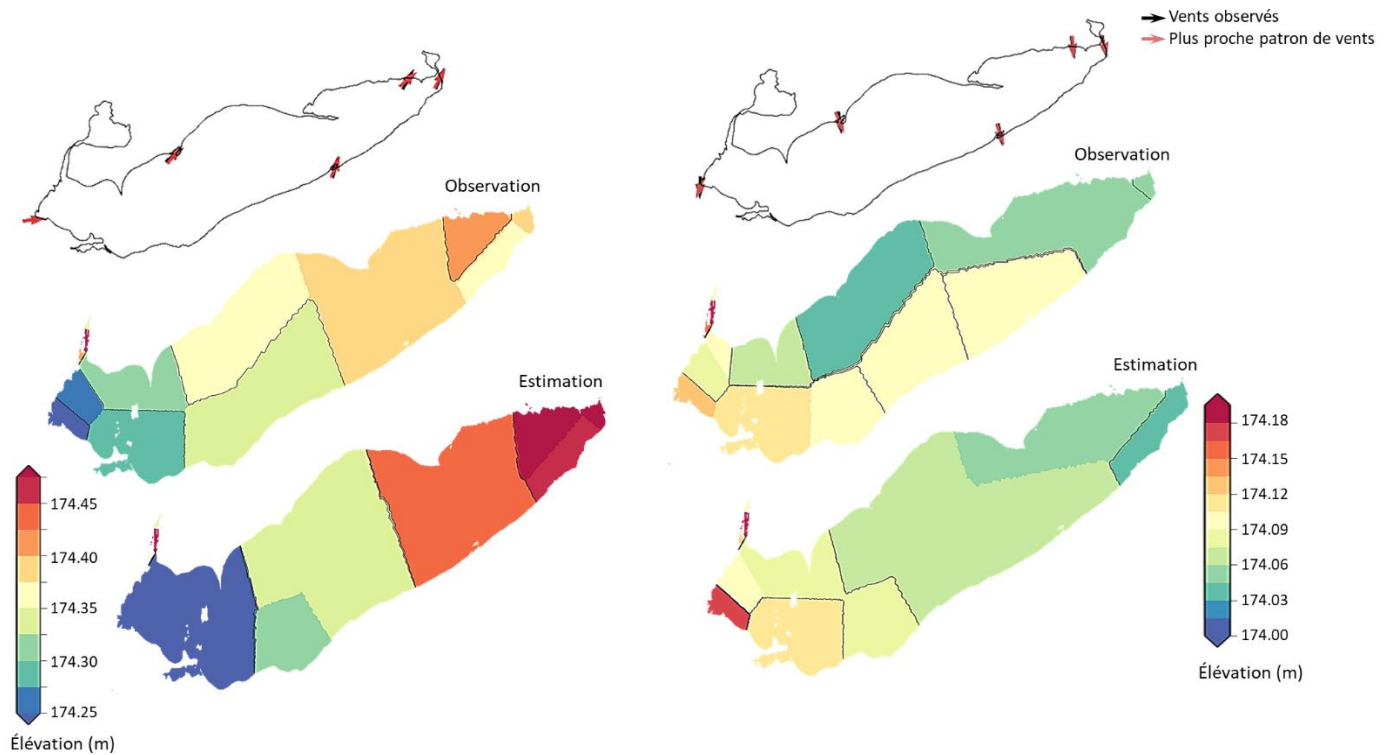 Vents observés
Plus proche patron de vents
Observation
Observation
Estimation
Estimation
174.45
174.40
174.35
174.30
174.25
Élévation (m)
174.18
174.15
174.12
174.09
174.06
174.03
174.00
Élévation (m)